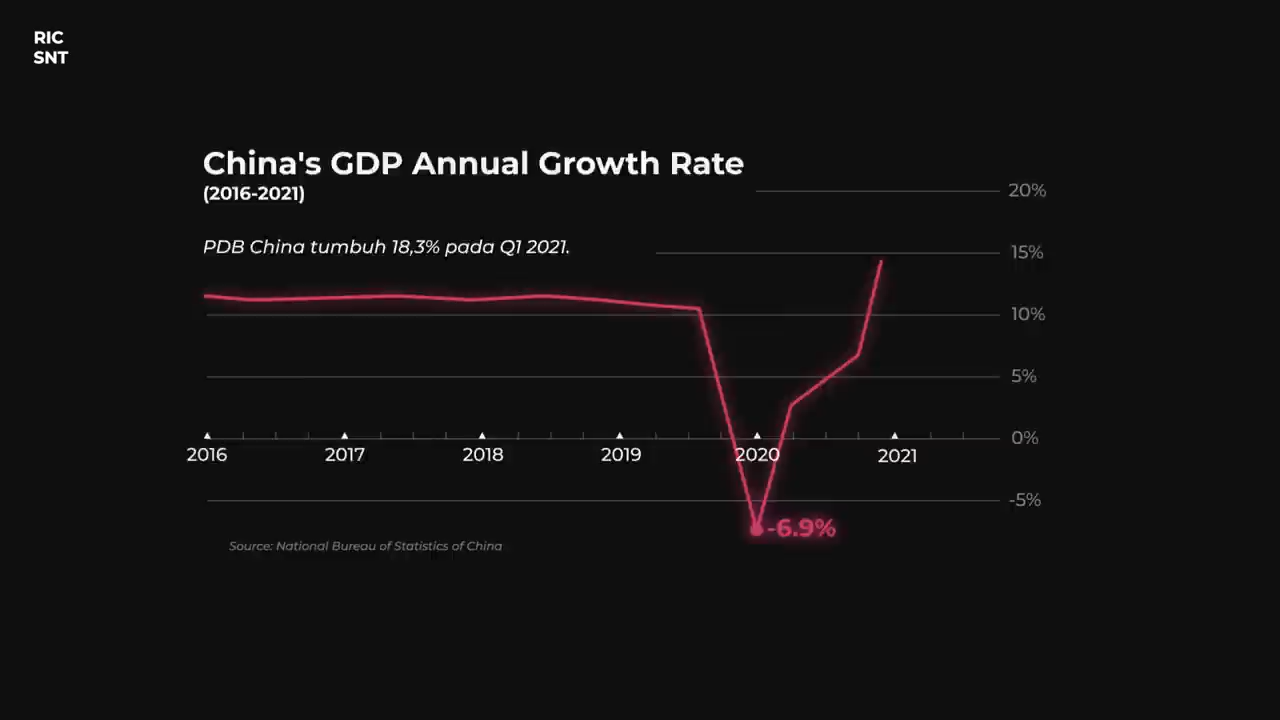 RIC
SNT
China's GDP Annual Growth Rate
(2016-2021)
20%
PDB China tumbuh 18,3% pada Q1 2021.
15%
10%
5%
0%
2016 2017 2018 2019 2020 2021
-5%
-6.9%
Source: National Bureau of Statistics of China